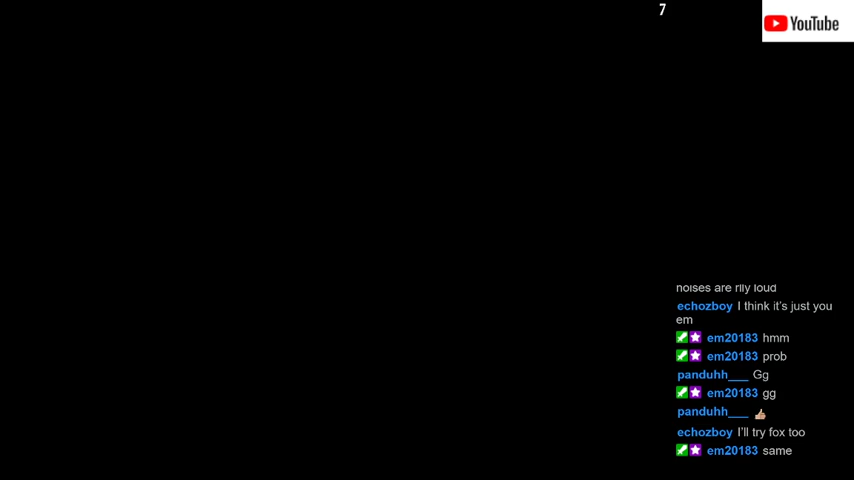 7
YouTube
noises are rlly loud
echozboy I think it's just you
em
em20183 hmm
em20183 prob
panduhh___ Gg
em20183 gg
panduhh___ 👍🏼
echozboy I'll try fox too
em20183 same